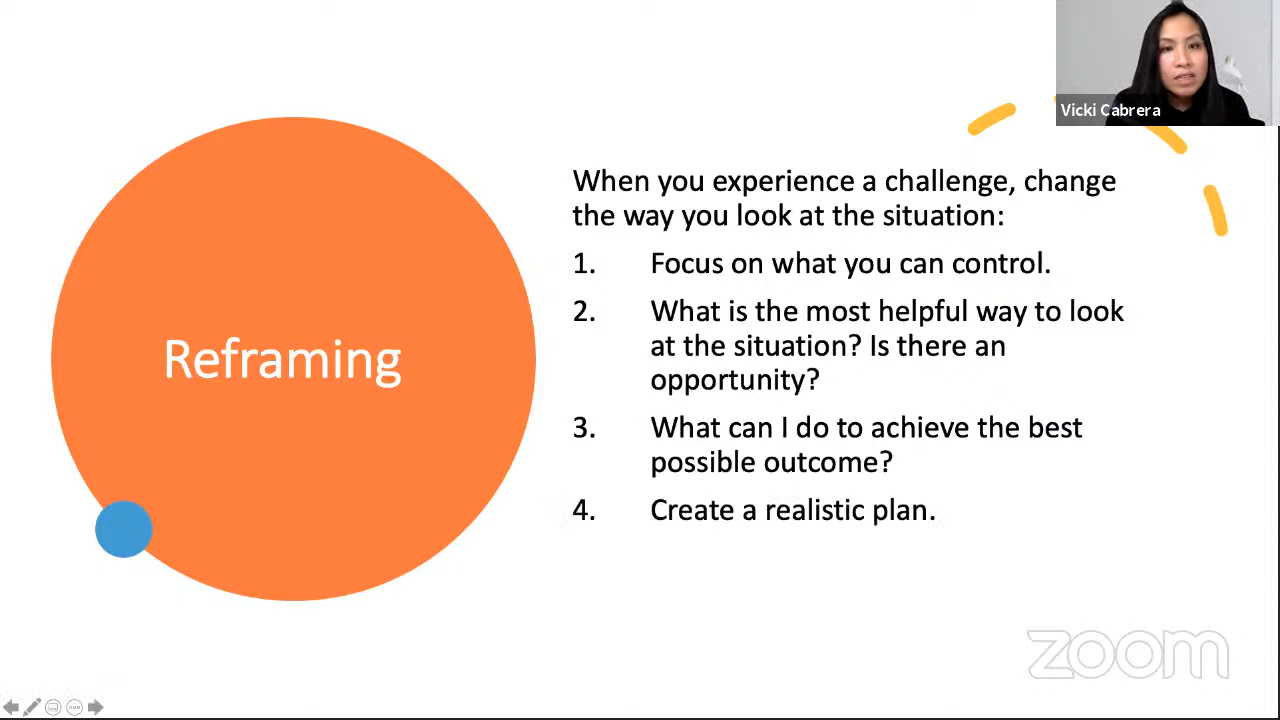 Vicki Cabrera
Reframing
When you experience a challenge, change
the way you look at the situation:
1. Focus on what you can control.
2. What is the most helpful way to look
at the situation? Is there an
opportunity?
3. What can I do to achieve the best
possible outcome?
4. Create a realistic plan.
zoom